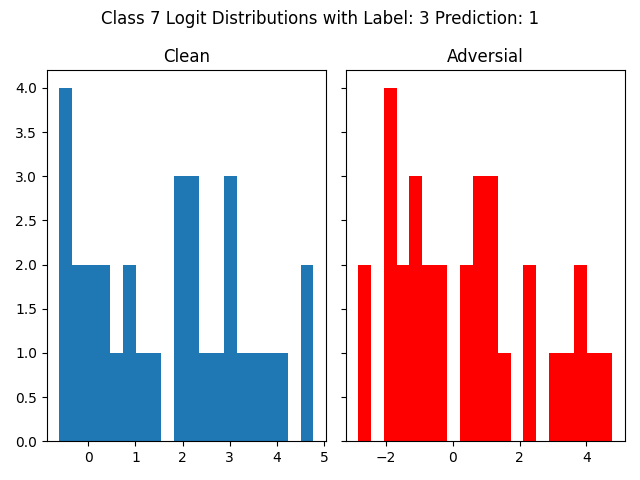 Class 7 Logit Distributions with Label: 3 Prediction: 1
Clean
Adversial
4.0
3.5
3.0
2.5
2.0
1.5
1.0
0.5
0.0
0 1 2 3 4 5
−2 0 2 4